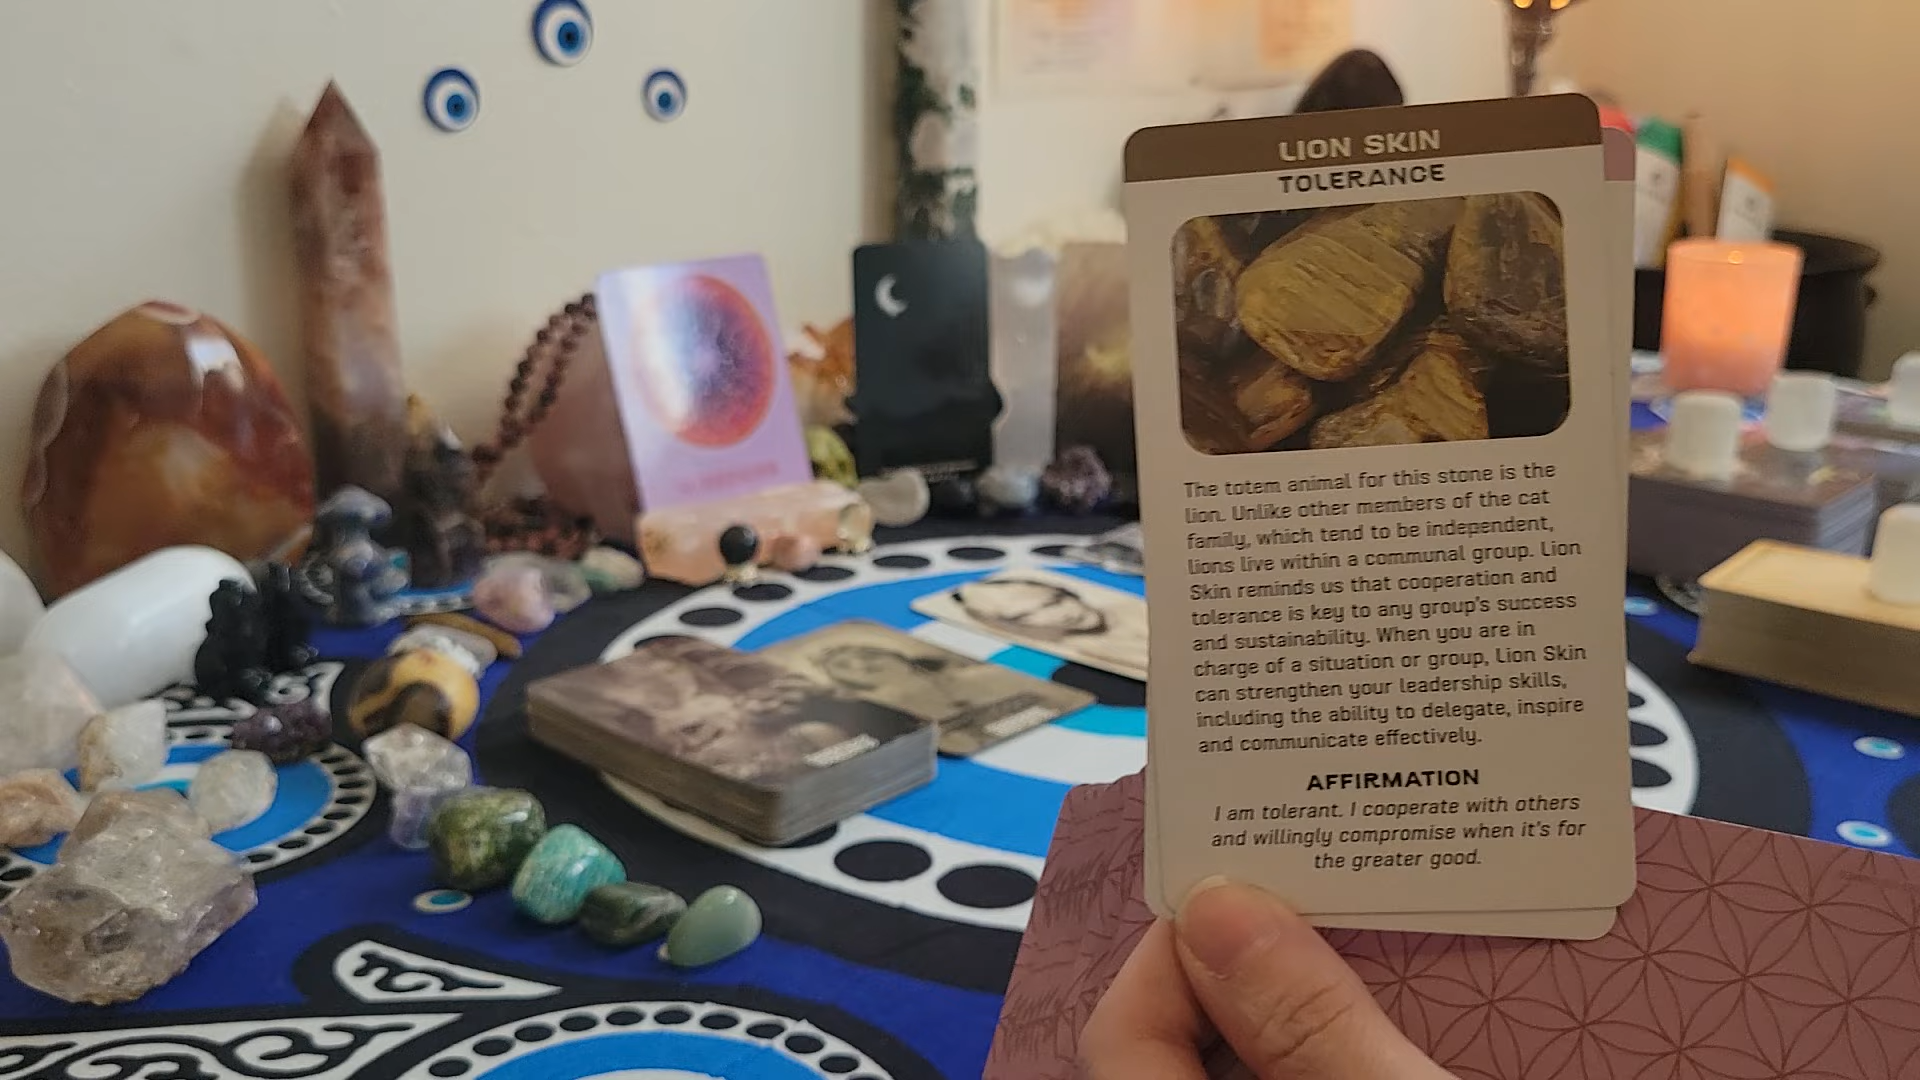 LION SKIN
TOLERANCE
The totem animal for this stone is the
lion. Unlike other members of the cat
family, which tend to be independent,
lions live within a communal group. Lion
Skin reminds us that cooperation and
tolerance is key to any group's success
and sustainability. When you are in
charge of a situation or group, Lion Skin
can strengthen your leadership skills,
including the ability to delegate, inspire
and communicate effectively.
AFFIRMATION
I am tolerant. I cooperate with others
and willingly compromise when it's for
the greater good.